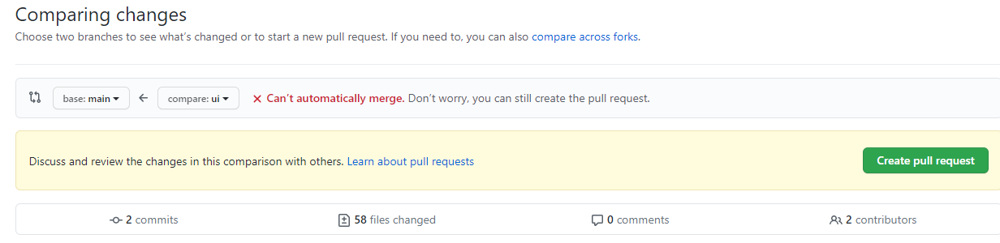 Comparing changes
Choose two branches to see what's changed or to start a new pull request. If you need to, you can also compare across forks.
base: main ← compare: ui × Can't automatically merge. Don't worry, you can still create the pull request.
Discuss and review the changes in this comparison with others. Learn about pull requests Create pull request
2 commits 58 files changed 0 comments 2 contributors